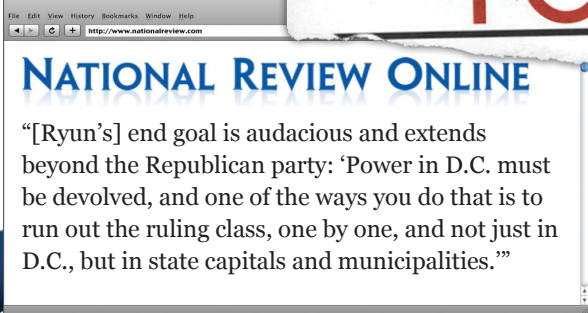 File Edit View History Bookmarks Window Help
http://www.nationalreview.com
NATIONAL REVIEW ONLINE
“[Ryun’s] end goal is audacious and extends
beyond the Republican party: ‘Power in D.C. must
be devolved, and one of the ways you do that is to
run out the ruling class, one by one, and not just in
D.C., but in state capitals and municipalities.’”